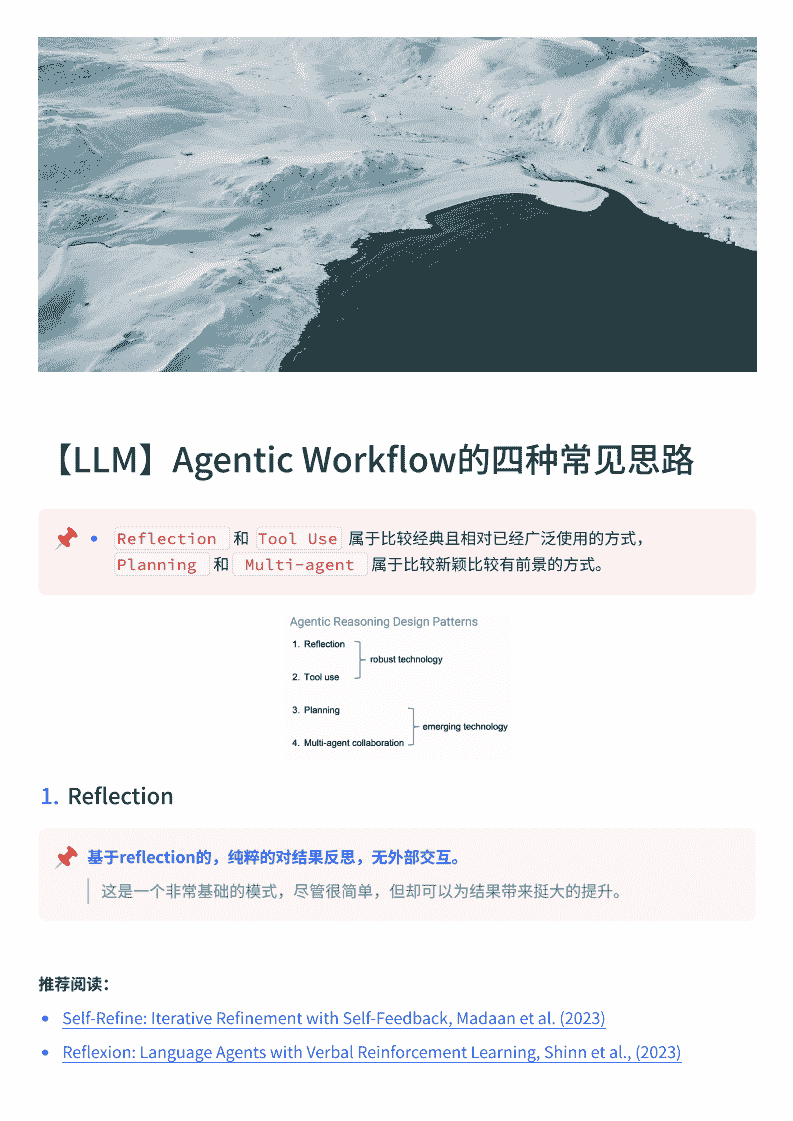 【LLM】Agentic Workflow的四种常见思路
Reflection 和 Tool Use 属于比较经典且相对已经广泛使用的方式，
Planning 和 Multi-agent 属于比较新颖比较有前景的方式。
Agentic Reasoning Design Patterns
1. Reflection
robust technology
2. Tool use
3. Planning
emerging technology
4. Multi-agent collaboration
1. Reflection
基于reflection的，纯粹的对结果反思，无外部交互。
这是一个非常基础的模式，尽管很简单，但却可以为结果带来挺大的提升。
推荐阅读：
Self-Refine: Iterative Refinement with Self-Feedback, Madaan et al. (2023)
Reflexion: Language Agents with Verbal Reinforcement Learning, Shinn et al., (2023)